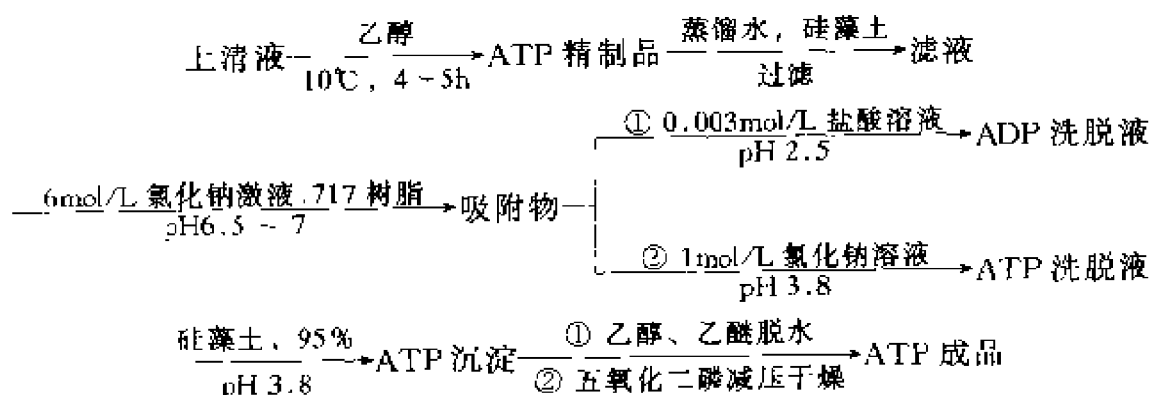 上清液 乙醇 10℃, 4~5h ATP 精制品 蒸馏水, 硅藻土 过滤 滤液
① 0.003mol/L 盐酸溶液 pH 2.5 ADP 洗脱液
6mol/L 氯化钠激液.717 树脂 pH6.5 ~ 7 吸附物
② 1mol/L 氯化钠溶液 pH 3.8 ATP 洗脱液
硅藻土、95% pH 3.8 ATP 沉淀 ① 乙醇、乙醚脱水 ② 五氧化二磷减压干燥 ATP 成品